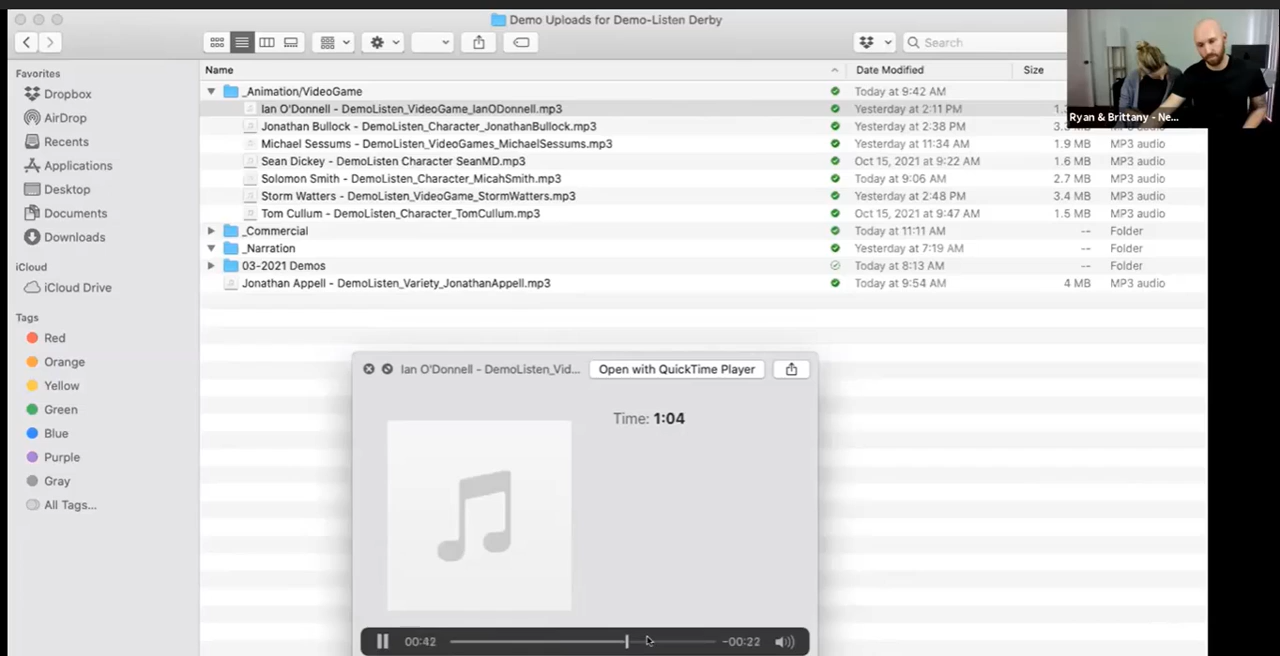 Demo Uploads for Demo-Listen Derby
Search
Favorites
Dropbox
AirDrop
Recents
Applications
Desktop
Documents
Downloads
iCloud
iCloud Drive
Tags
Red
Orange
Yellow
Green
Blue
Purple
Gray
All Tags...
Name Date Modified Size
_Animation/VideoGame Today at 9:42 AM
Ian O'Donnell - DemoListen_VideoGame_IanODonnell.mp3 Yesterday at 2:11 PM
Jonathan Bullock - DemoListen_Character_JonathanBullock.mp3 Yesterday at 2:38 PM
Michael Sessums - DemoListen_VideoGames_MichaelSessums.mp3 Yesterday at 11:34 AM 1.9 MB MP3 audio
Sean Dickey - DemoListen Character SeanMD.mp3 Oct 15, 2021 at 9:22 AM 1.6 MB MP3 audio
Solomon Smith - DemoListen_Character_MicahSmith.mp3 Today at 9:06 AM 2.7 MB MP3 audio
Storm Watters - DemoListen_VideoGame_StormWatters.mp3 Yesterday at 2:48 PM 3.4 MB MP3 audio
Tom Cullum - DemoListen_Character_TomCullum.mp3 Oct 15, 2021 at 9:47 AM 1.5 MB MP3 audio
_Commercial Today at 11:11 AM -- Folder
_Narration Yesterday at 7:19 AM -- Folder
03-2021 Demos Today at 8:13 AM -- Folder
Jonathan Appell - DemoListen_Variety_JonathanAppell.mp3 Today at 9:54 AM 4 MB MP3 audio
Ryan & Brittany - Ne...
Ian O'Donnell - DemoListen_Vid... Open with QuickTime Player
Time: 1:04
00:42 -00:22